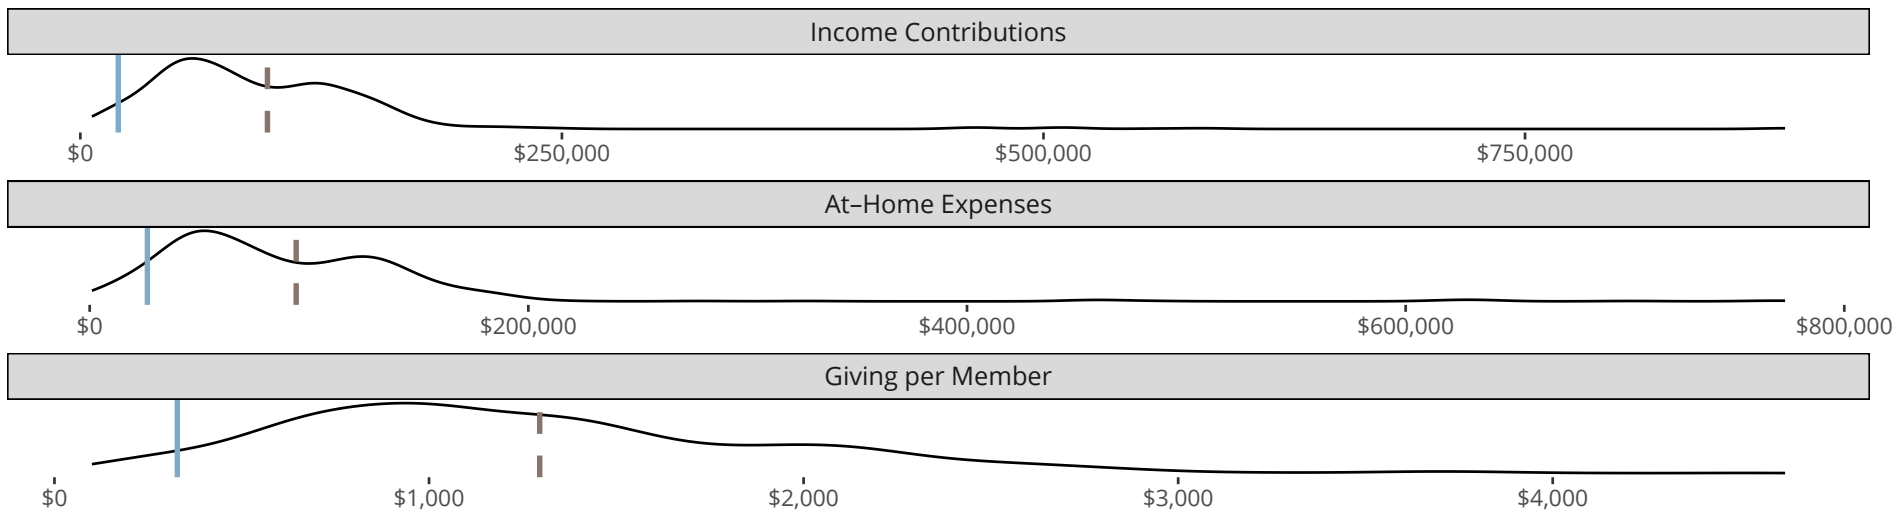 Income Contributions
$0 $250,000 $500,000 $750,000
At–Home Expenses
$0 $200,000 $400,000 $600,000 $800,000
Giving per Member
$0 $1,000 $2,000 $3,000 $4,000